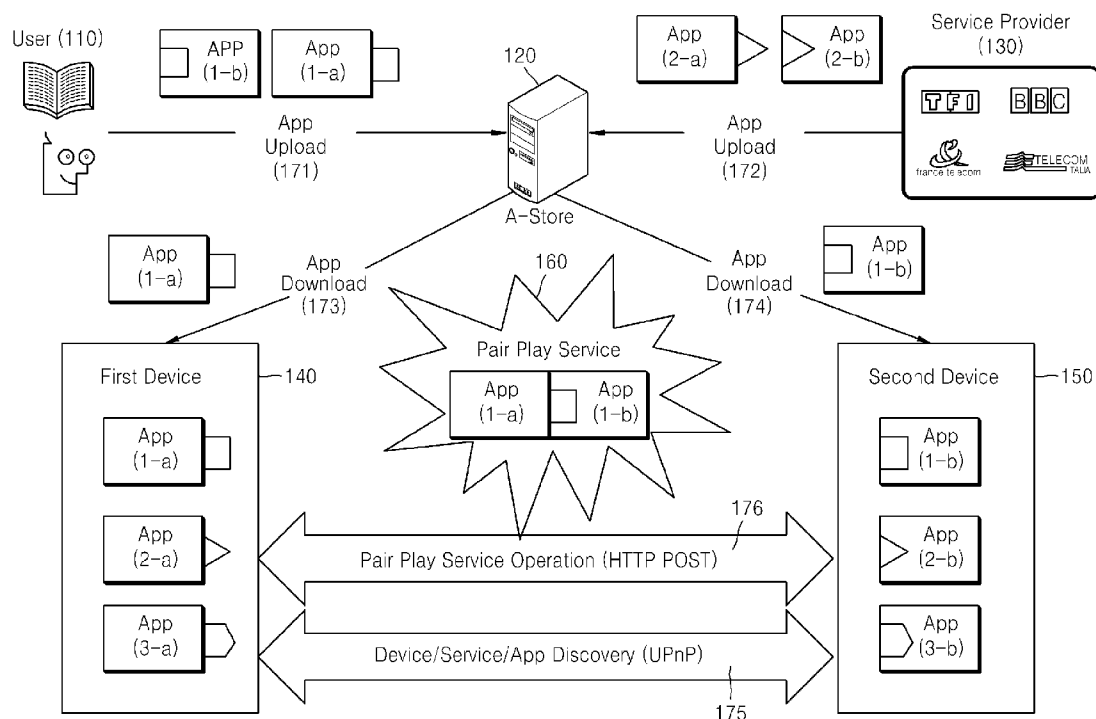 User (110)
APP
(1-b)
App
(1-a)
120
App
(2-a)
App
(2-b)
Service Provider
(130)
TF1
BBC
france telecom
TELECOM
ITALIA
App
Upload
(171)
App
Upload
(172)
A-Store
App
(1-a)
App
Download
(173)
160
App
Download
(174)
App
(1-b)
First Device
140
Pair Play Service
App
(1-a)
App
(1-b)
Second Device
150
App
(1-a)
App
(1-b)
176
App
(2-a)
Pair Play Service Operation (HTTP POST)
App
(2-b)
App
(3-a)
Device/Service/App Discovery (UPnP)
App
(3-b)
175